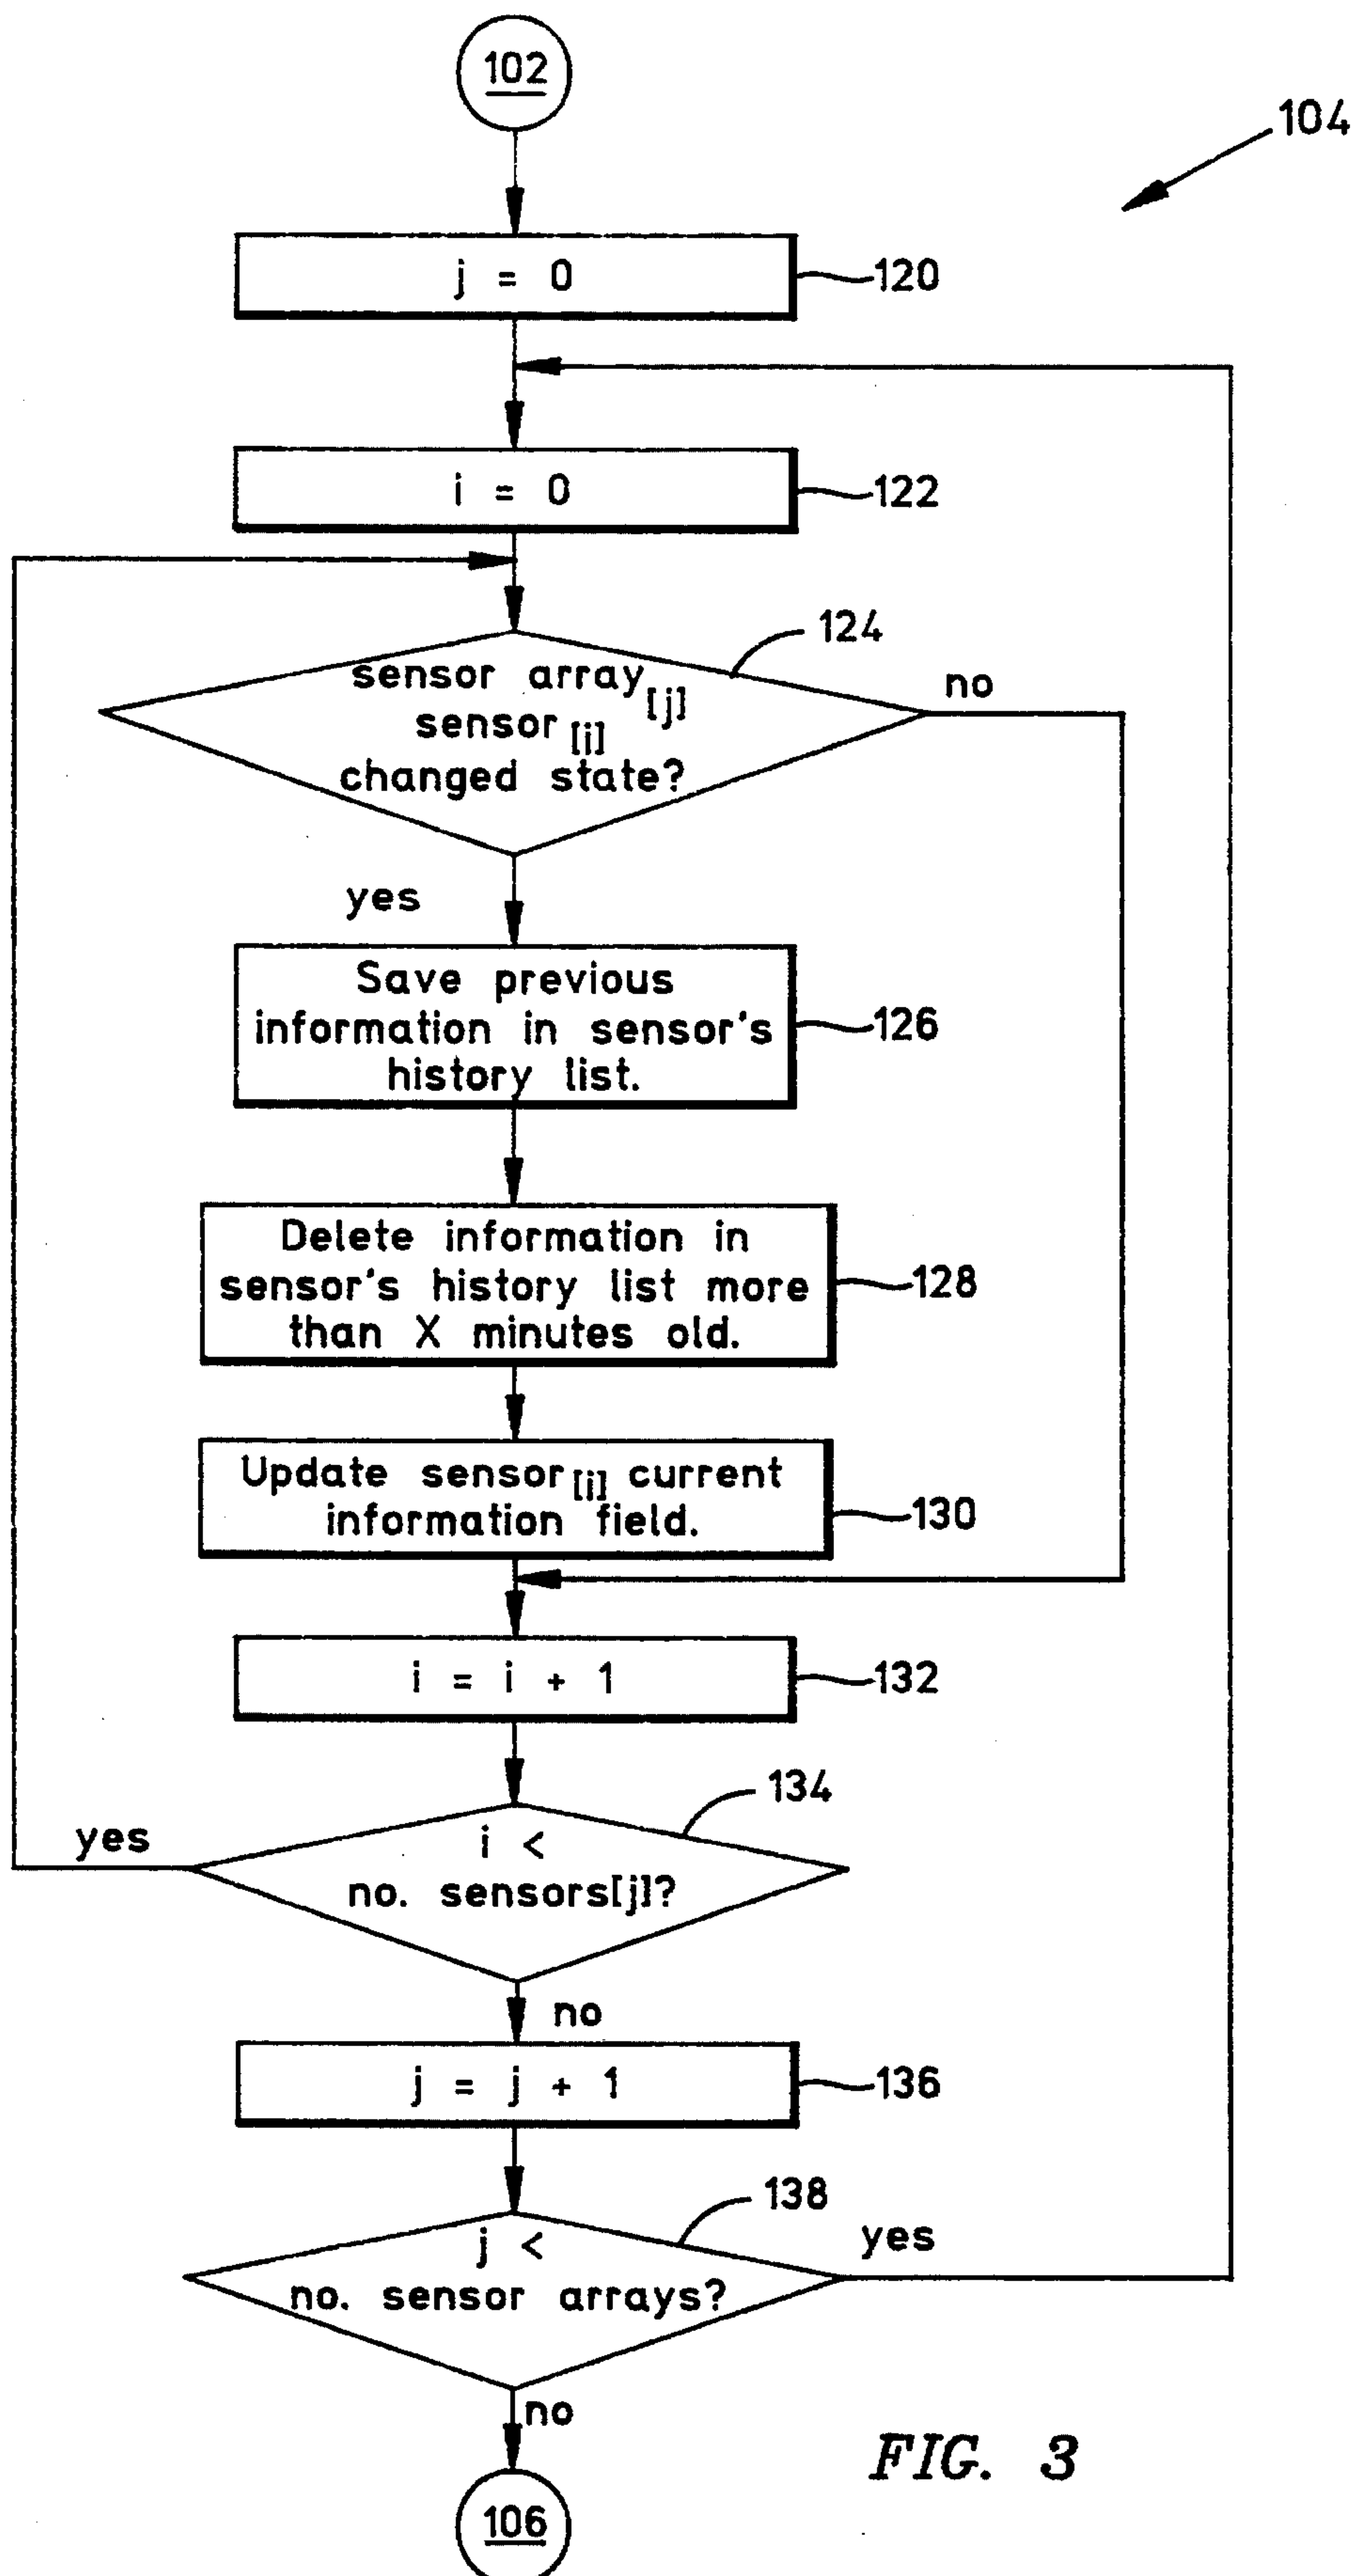 102
104
j = 0
120
i = 0
122
124
sensor array[j]
no
sensor[i]
changed state?
yes
Save previous
information in sensor's
history list.
126
Delete information in
sensor's history list more
than X minutes old.
128
Update sensor[i] current
information field.
130
i = i + 1
132
134
yes
i <
no. sensors[j]?
no
j = j + 1
136
138
j <
yes
no. sensor arrays?
no
FIG. 3
106